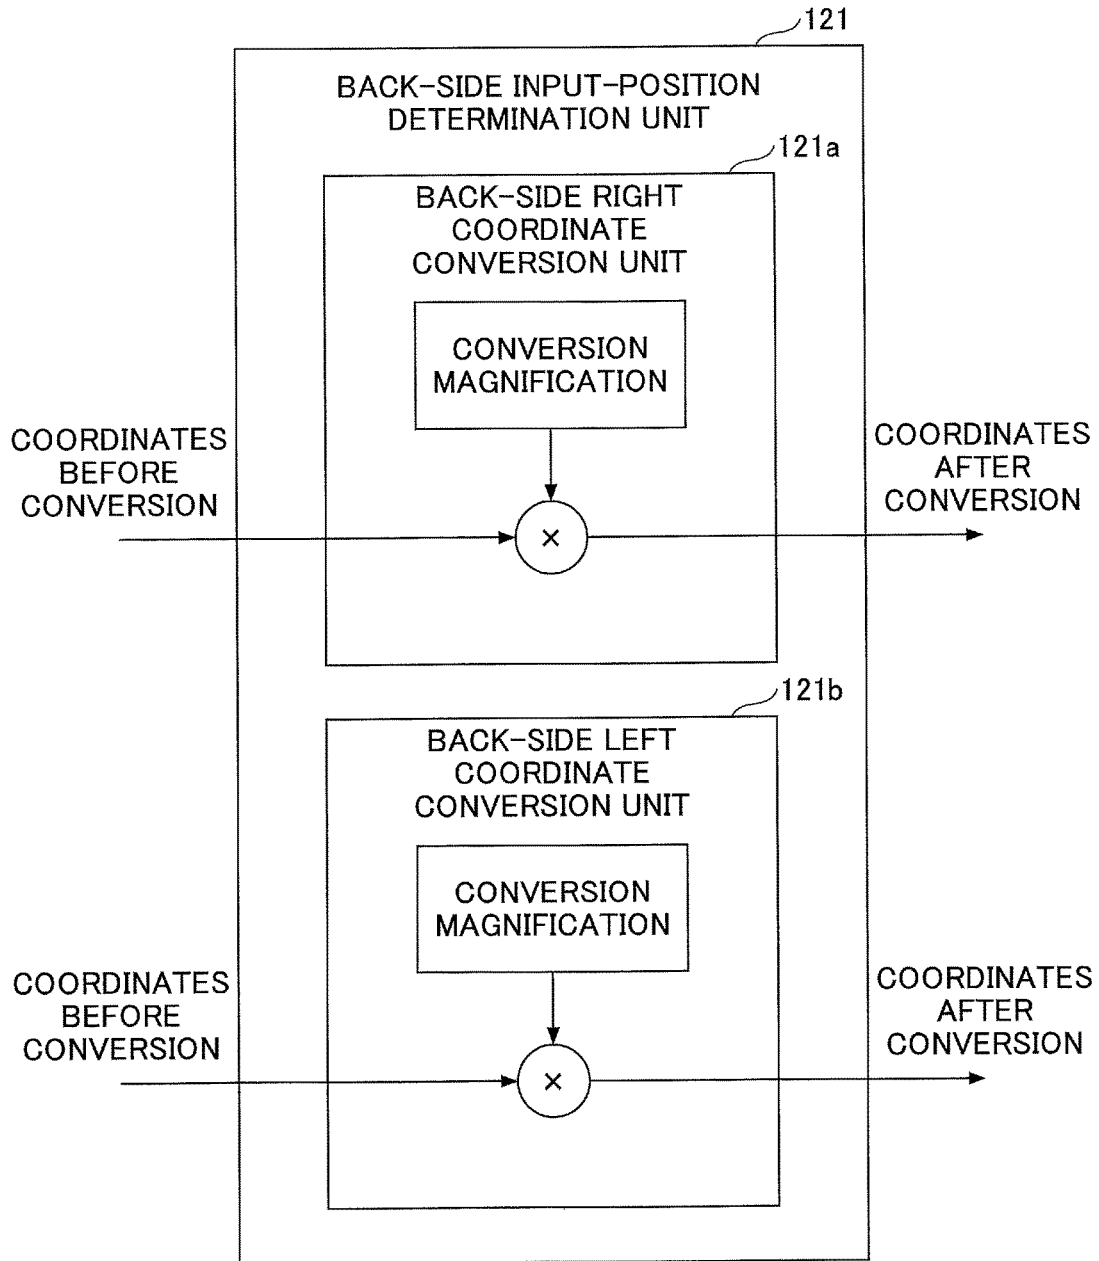 121
BACK-SIDE INPUT-POSITION
DETERMINATION UNIT
121a
BACK-SIDE RIGHT
COORDINATE
CONVERSION UNIT
CONVERSION
MAGNIFICATION
COORDINATES
BEFORE
CONVERSION
×
COORDINATES
AFTER
CONVERSION
121b
BACK-SIDE LEFT
COORDINATE
CONVERSION UNIT
CONVERSION
MAGNIFICATION
COORDINATES
BEFORE
CONVERSION
×
COORDINATES
AFTER
CONVERSION